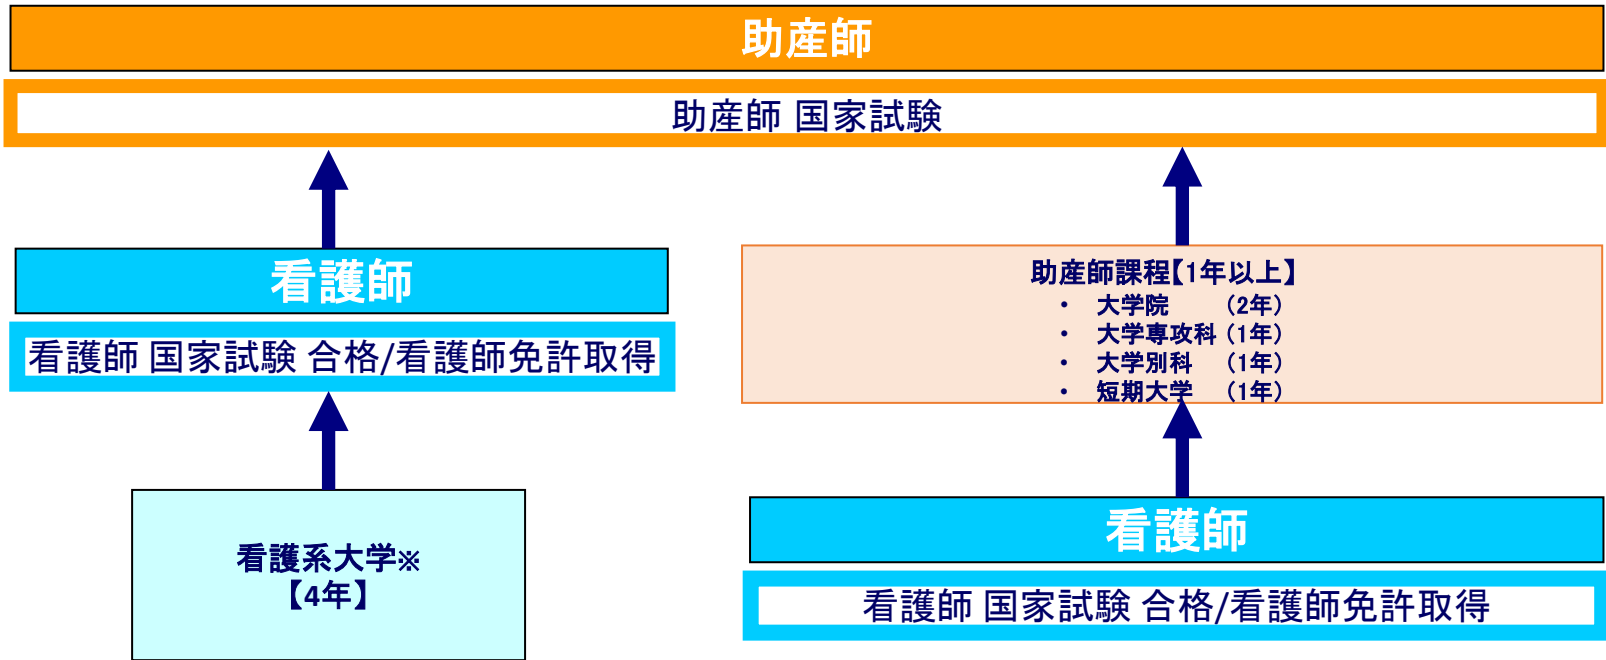 助産師
助産師 国家試験
看護師
看護師 国家試験 合格/看護師免許取得
看護系大学※
【4年】
助産師課程【1年以上】
・ 大学院 （2年）
・ 大学専攻科 （1年）
・ 大学別科 （1年）
・ 短期大学 （1年）
看護師
看護師 国家試験 合格/看護師免許取得